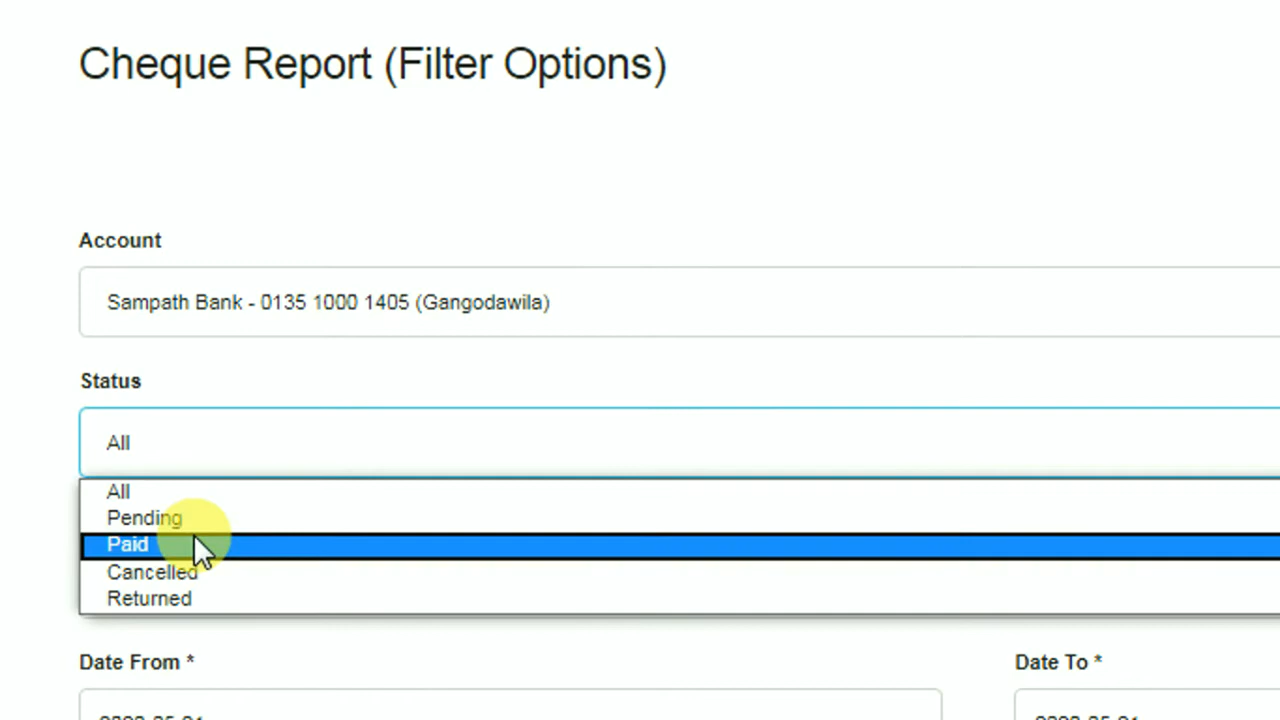 Cheque Report (Filter Options)
Account
Sampath Bank - 0135 1000 1405 (Gangodawila)
Status
All
All
Pending
Paid
Cancelled
Returned
Date From * Date To *